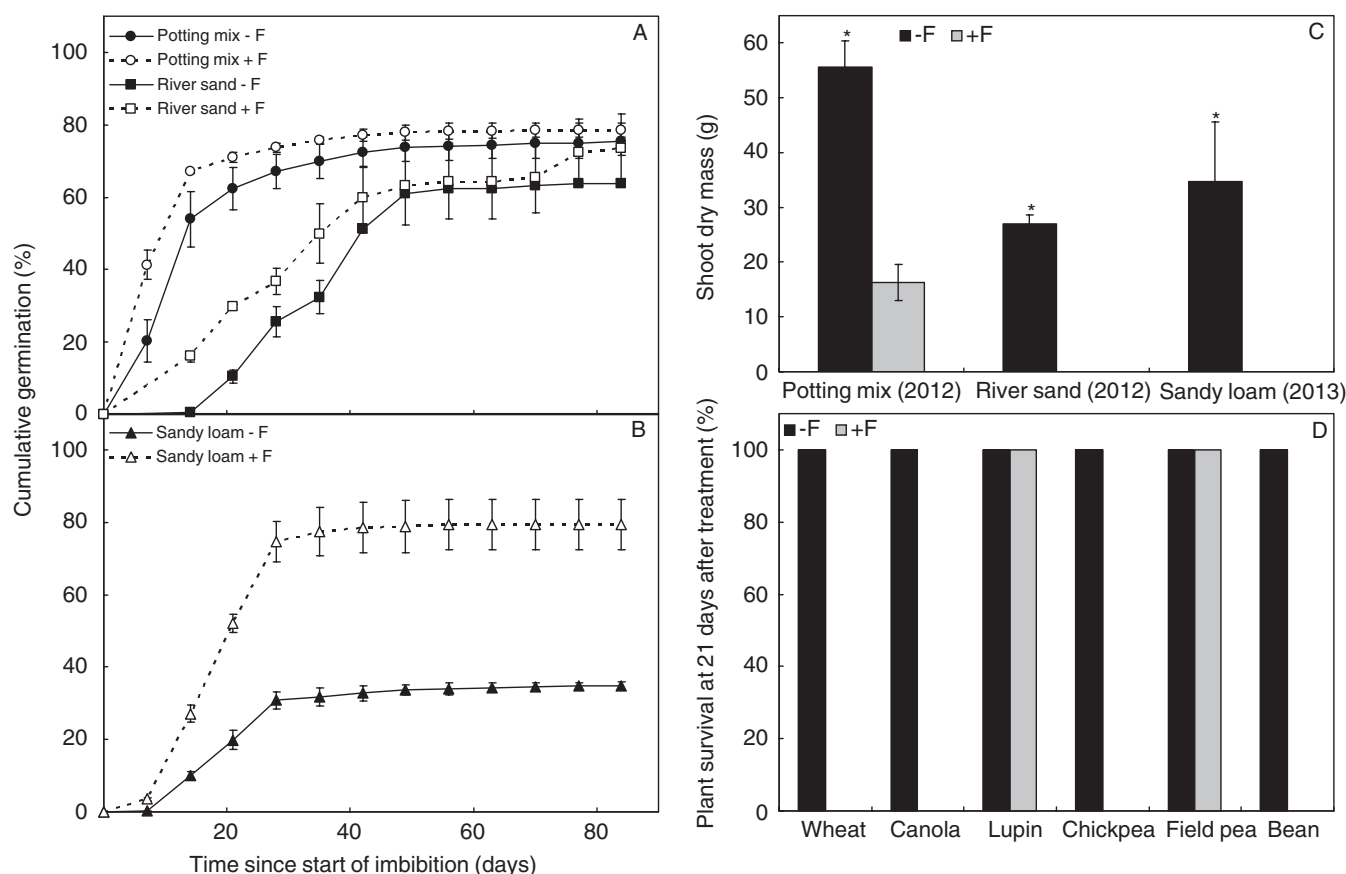 A
Potting mix - F
Potting mix + F
River sand - F
River sand + F
100
80
60
40
20
0
Cumulative germination (%)
B
Sandy loam - F
Sandy loam + F
100
80
60
40
20
0
20
40
60
80
Time since start of imbibition (days)
C
-F
+F
60
50
40
30
20
10
0
*
*
*
Shoot dry mass (g)
Potting mix (2012)
River sand (2012)
Sandy loam (2013)
D
-F
+F
100
80
60
40
20
0
Plant survival at 21 days after treatment (%)
Wheat
Canola
Lupin
Chickpea
Field pea
Bean